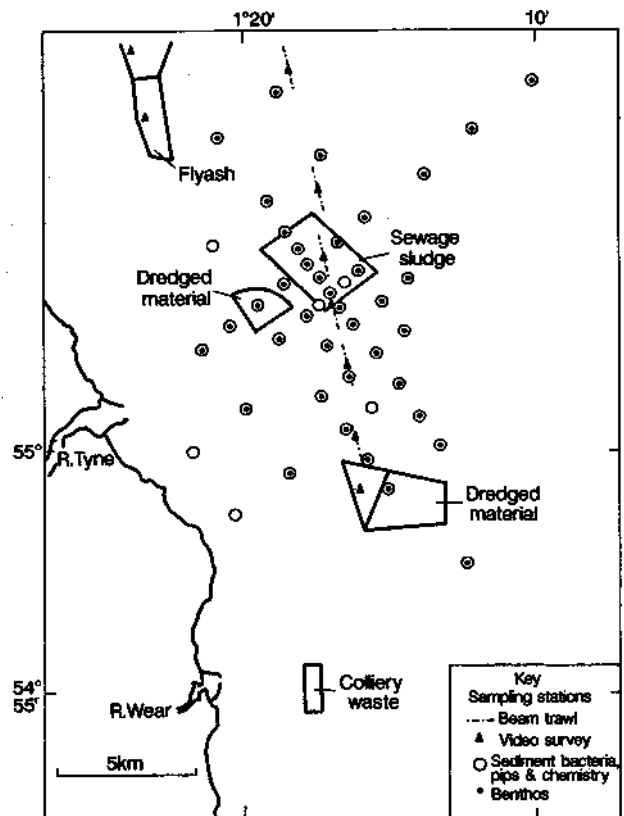 1°20'
10'
Flyash
Sewage
sludge
Dredged
material
55°
R.Tyne
Dredged
material
54°
55'
Colliery
waste
R.Wear
5km
Key
Sampling stations
Beam trawl
Video survey
Sediment bacteria,
pips & chemistry
Benthos